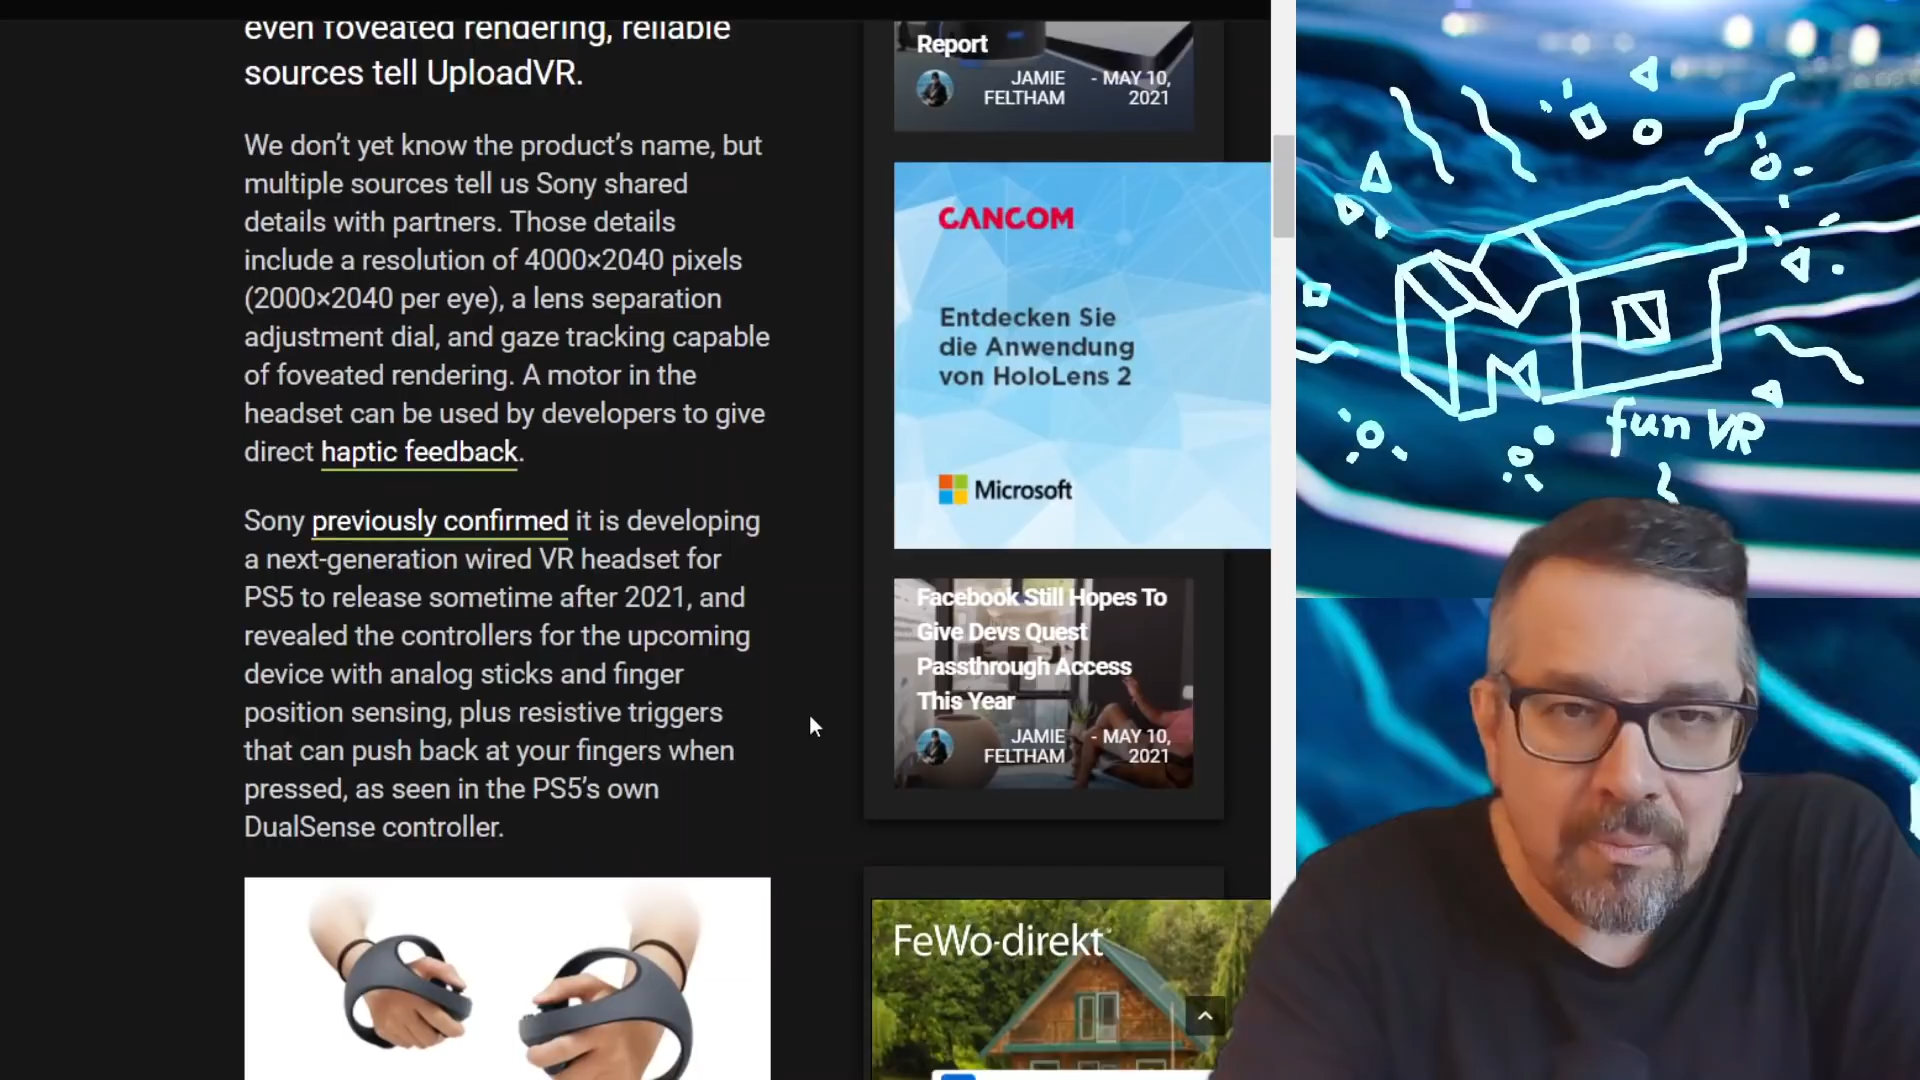 even foveated rendering, reliable
sources tell UploadVR.
We don’t yet know the product’s name, but
multiple sources tell us Sony shared
details with partners. Those details
include a resolution of 4000×2040 pixels
(2000×2040 per eye), a lens separation
adjustment dial, and gaze tracking capable
of foveated rendering. A motor in the
headset can be used by developers to give
direct haptic feedback.
Sony previously confirmed it is developing
a next-generation wired VR headset for
PS5 to release sometime after 2021, and
revealed the controllers for the upcoming
device with analog sticks and finger
position sensing, plus resistive triggers
that can push back at your fingers when
pressed, as seen in the PS5’s own
DualSense controller.
Report
JAMIE FELTHAM - MAY 10, 2021
CANCOM
Entdecken Sie
die Anwendung
von HoloLens 2
Microsoft
Facebook Still Hopes To
Give Devs Quest
Passthrough Access
This Year
JAMIE FELTHAM - MAY 10, 2021
FeWo-direkt
fun VR